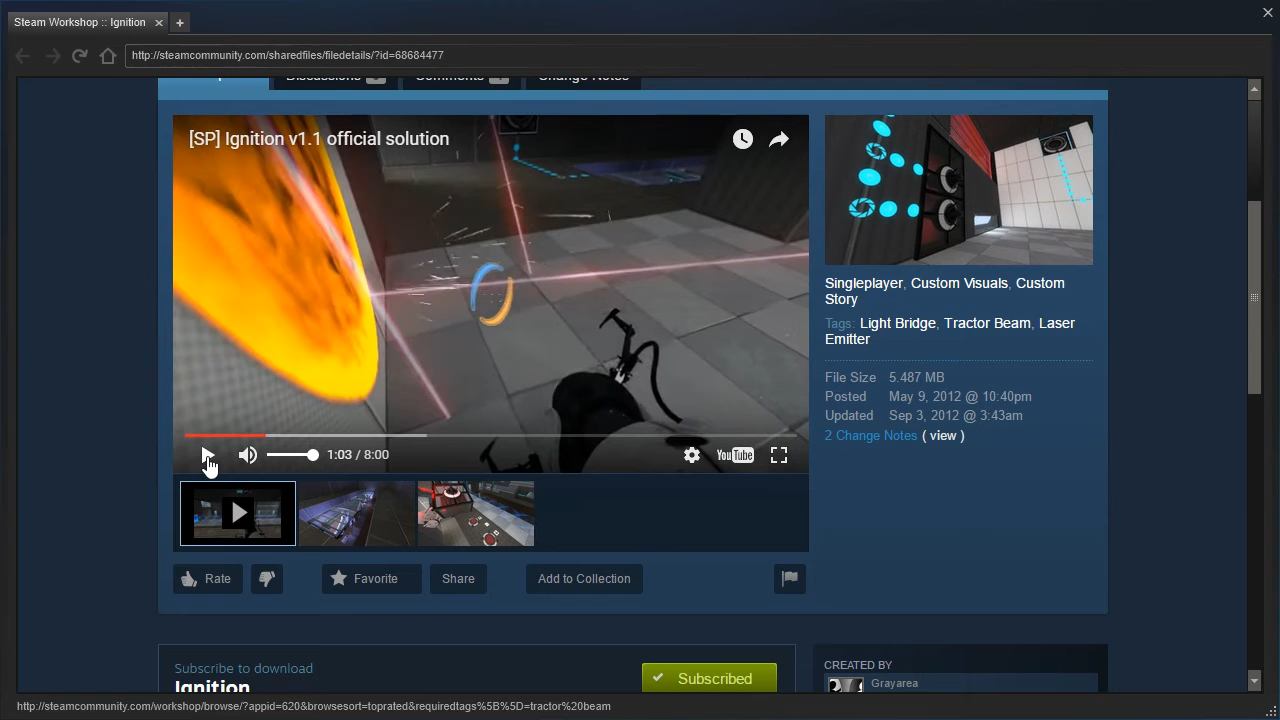 Steam Workshop :: Ignition
http://steamcommunity.com/sharedfiles/filedetails/?id=68684477
Discussions
Comments
Change Notes
[SP] Ignition v1.1 official solution
1:03 / 8:00
YouTube
Singleplayer, Custom Visuals, Custom
Story
Tags: Light Bridge, Tractor Beam, Laser
Emitter
File Size 5.487 MB
Posted May 9, 2012 @ 10:40pm
Updated Sep 3, 2012 @ 3:43am
2 Change Notes ( view )
Rate
Favorite
Share
Add to Collection
Subscribe to download
Ignition
Subscribed
CREATED BY
Grayarea
http://steamcommunity.com/workshop/browse/?appid=620&browsesort=toprated&requiredtags%5B%5D=tractor%20beam